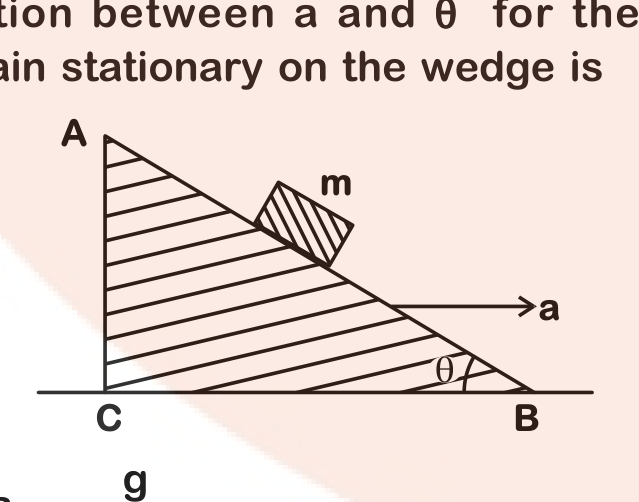 tion between a and θ for the
ain stationary on the wedge is
A
m
a
θ
C
B
g